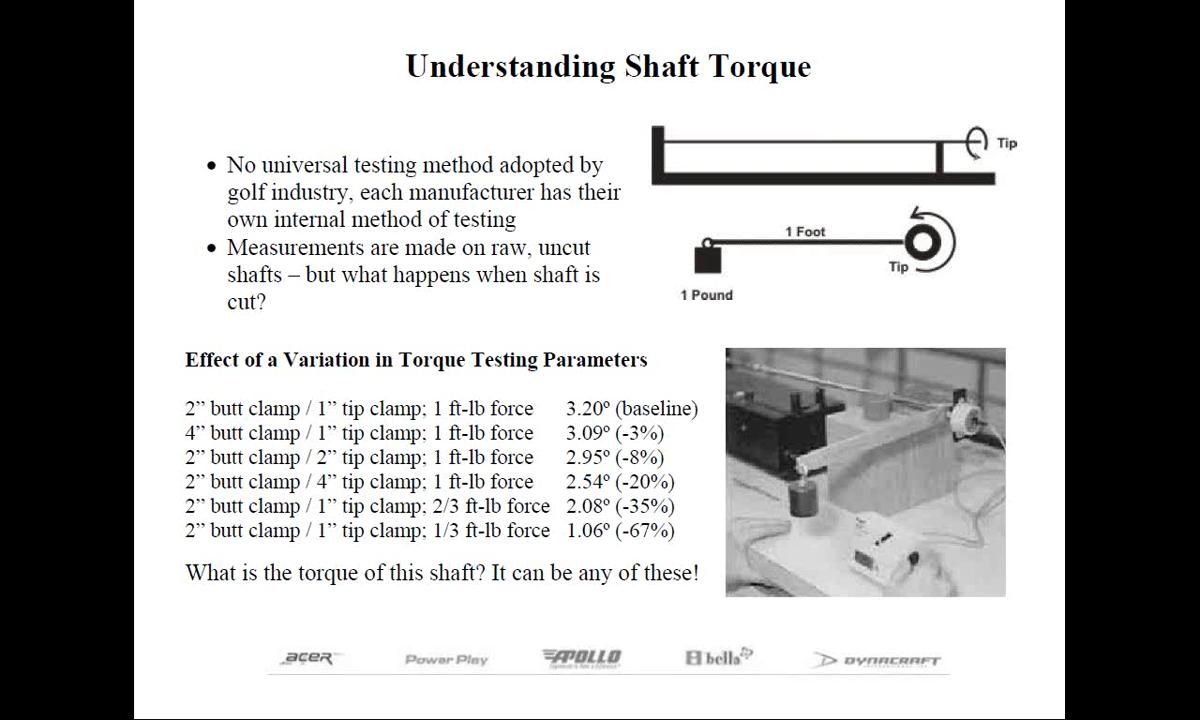 Understanding Shaft Torque
• No universal testing method adopted by
golf industry, each manufacturer has their
own internal method of testing
• Measurements are made on raw, uncut
shafts – but what happens when shaft is
cut?
Tip
1 Foot
Tip
1 Pound
Effect of a Variation in Torque Testing Parameters
2” butt clamp / 1” tip clamp; 1 ft-lb force 3.20º (baseline)
4” butt clamp / 1” tip clamp; 1 ft-lb force 3.09º (-3%)
2” butt clamp / 2” tip clamp; 1 ft-lb force 2.95º (-8%)
2” butt clamp / 4” tip clamp; 1 ft-lb force 2.54º (-20%)
2” butt clamp / 1” tip clamp; 2/3 ft-lb force 2.08º (-35%)
2” butt clamp / 1” tip clamp; 1/3 ft-lb force 1.06º (-67%)
What is the torque of this shaft? It can be any of these!
acer Power Play APOLLO bella DYNACRAFT